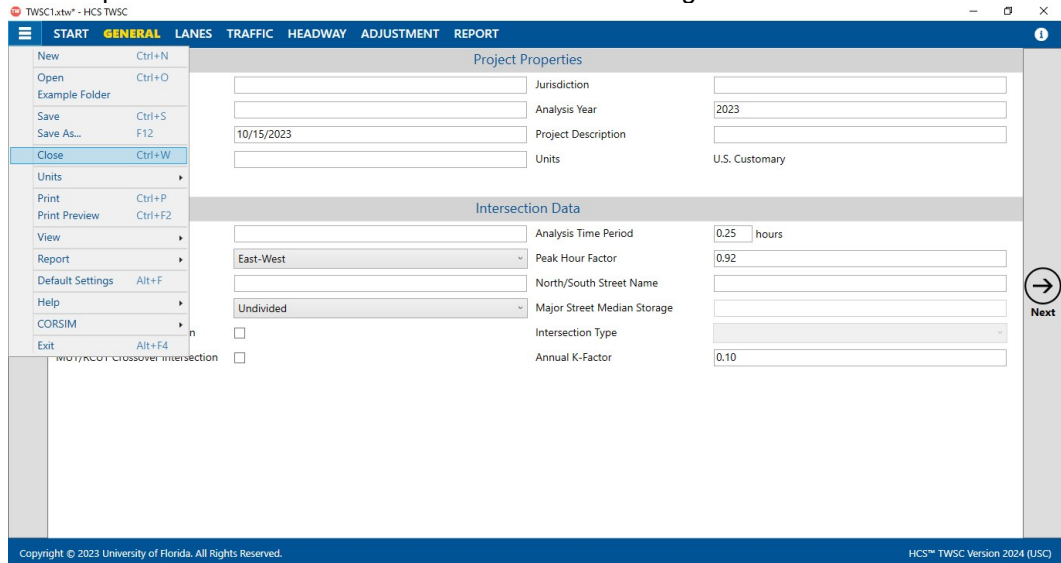 TWSC1.xtw* - HCS TWSC
START GENERAL LANES TRAFFIC HEADWAY ADJUSTMENT REPORT
New Ctrl+N
Open Ctrl+O
Example Folder
Save Ctrl+S
Save As... F12
Close Ctrl+W
Units
Print Ctrl+P
Print Preview Ctrl+F2
View
Report
Default Settings Alt+F
Help
CORSIM
Exit Alt+F4
Project Properties
Jurisdiction
Analysis Year 2023
10/15/2023 Project Description
Units U.S. Customary
Intersection Data
Analysis Time Period 0.25 hours
East-West Peak Hour Factor 0.92
North/South Street Name
Undivided Major Street Median Storage
n Intersection Type
MUT/RCUT Crossover Intersection Annual K-Factor 0.10
Next
Copyright © 2023 University of Florida. All Rights Reserved. HCS™ TWSC Version 2024 (USC)